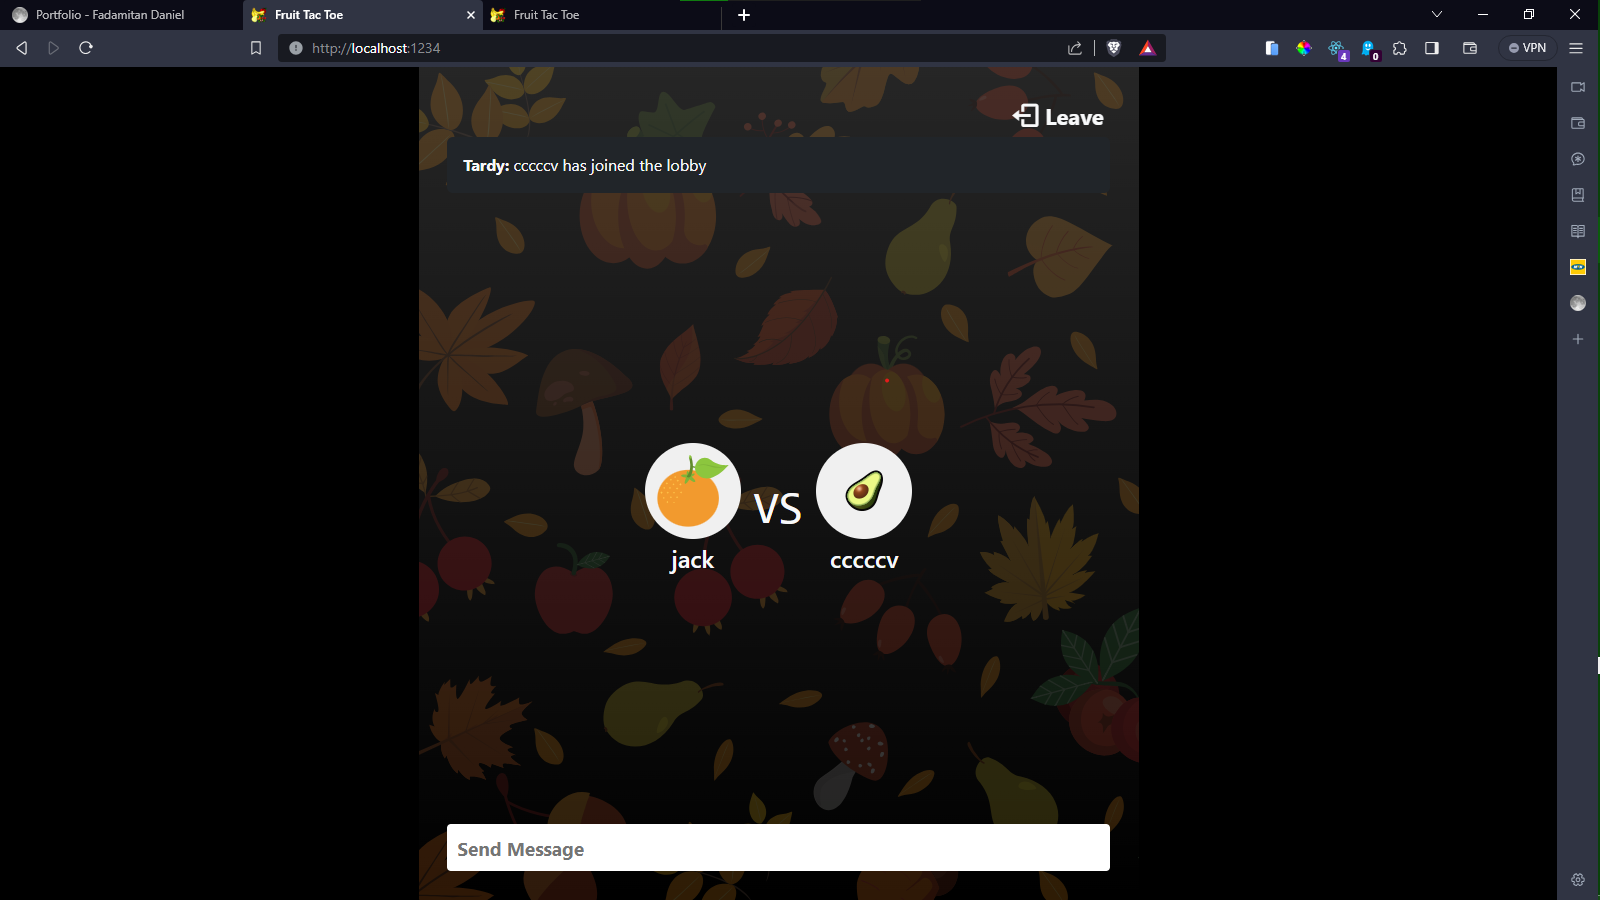 Portfolio - Fadamitan Daniel
Fruit Tac Toe
Fruit Tac Toe
http://localhost:1234
4
0
VPN
Leave
Tardy: cccccv has joined the lobby
VS
jack
cccccv
Send Message